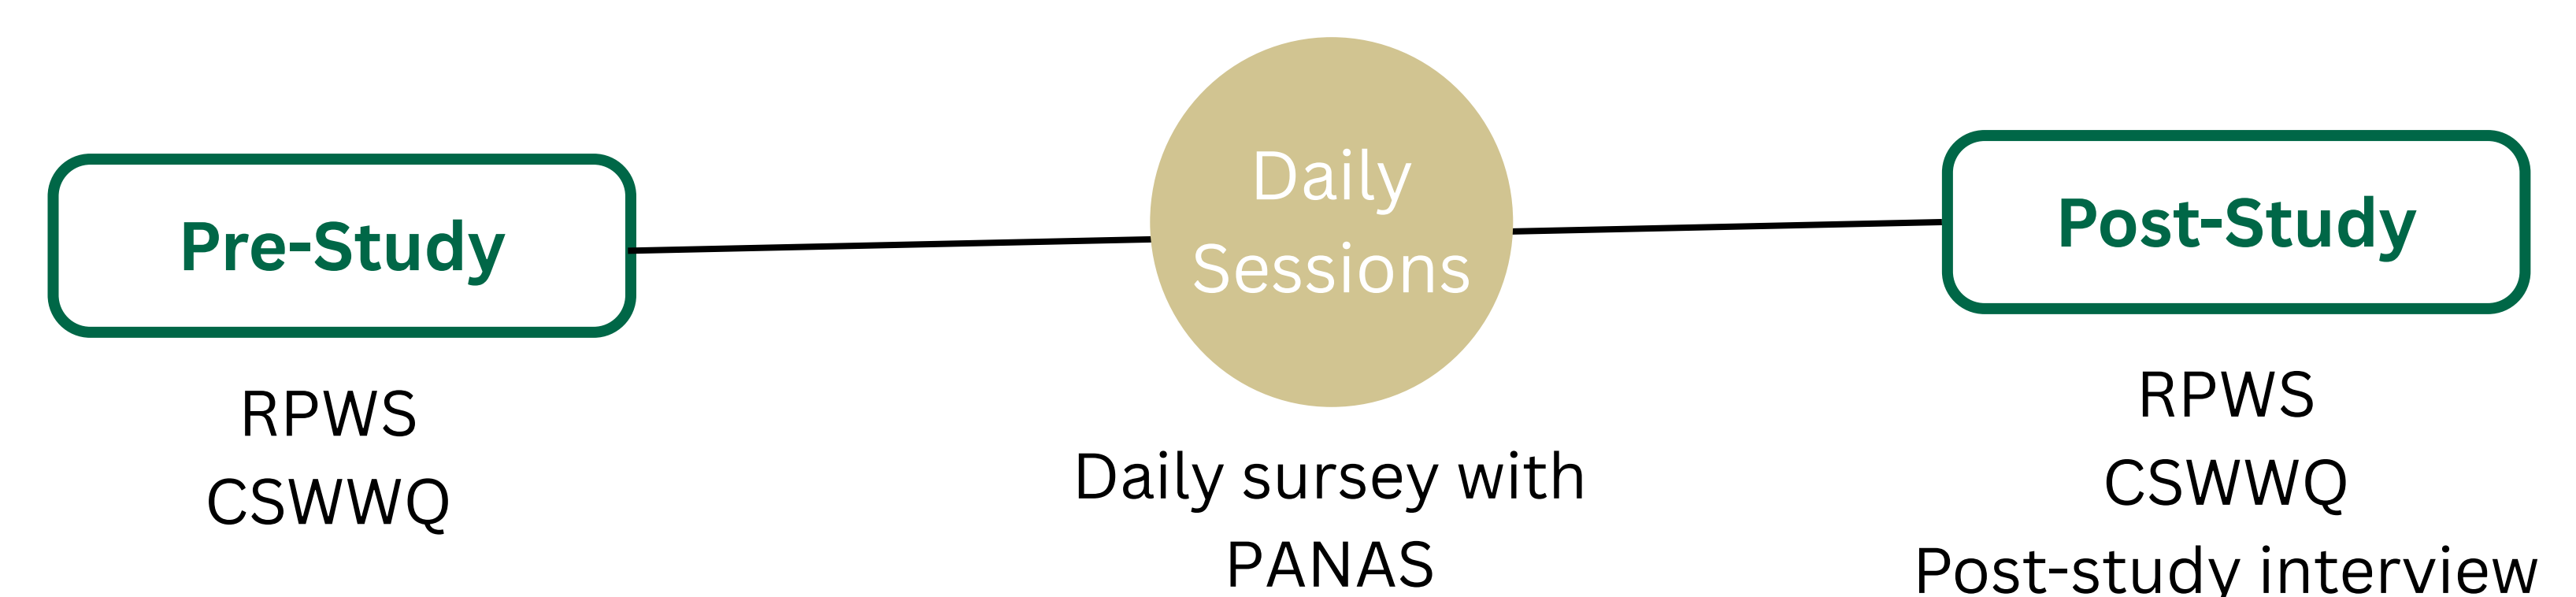 Pre-Study
RPWS
CSWWQ
Daily
Sessions
Daily sursey with
PANAS
Post-Study
RPWS
CSWWQ
Post-study interview